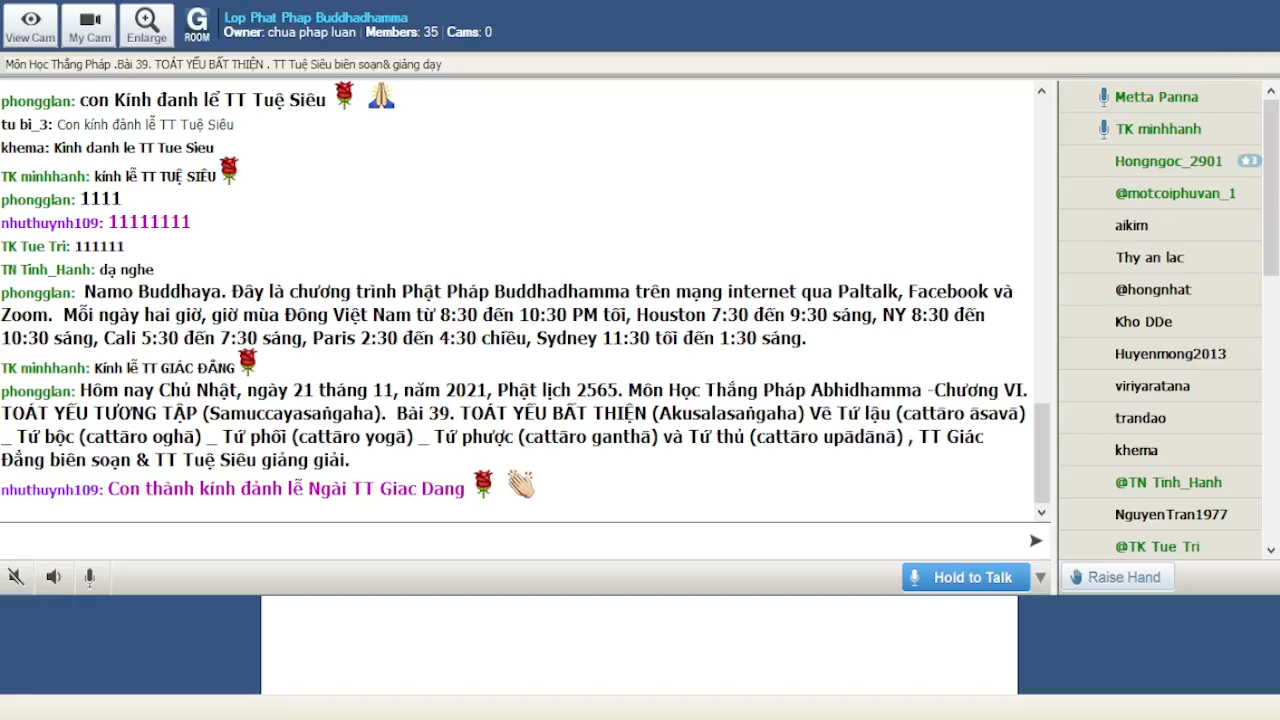 View Cam
My Cam
Enlarge
G
ROOM
Lop Phat Phap Buddhadhamma
Owner: chua phap luan | Members: 35 | Cams: 0
Môn Học Thắng Pháp .Bài 39. TOÁT YẾU BẤT THIỆN . TT Tuệ Siêu biên soạn& giảng dạy
phongglan: con Kính đanh lể TT Tuệ Siêu
tu bi_3: Con kính đảnh lễ TT Tuệ Siêu
khema: Kinh danh le TT Tue Sieu
TK minhhanh: kính lễ TT TUỆ SIÊU
phongglan: 1111
nhuthuynh109: 11111111
TK Tue Tri: 111111
TN Tinh_Hanh: dạ nghe
phongglan: Namo Buddhaya. Đây là chương trình Phật Pháp Buddhadhamma trên mạng internet qua Paltalk, Facebook và
Zoom. Mỗi ngày hai giờ, giờ mùa Đông Việt Nam từ 8:30 đến 10:30 PM tối, Houston 7:30 đến 9:30 sáng, NY 8:30 đến
10:30 sáng, Cali 5:30 đến 7:30 sáng, Paris 2:30 đến 4:30 chiều, Sydney 11:30 tối đến 1:30 sáng.
TK minhhanh: Kính lễ TT GIÁC ĐẲNG
phongglan: Hôm nay Chủ Nhật, ngày 21 tháng 11, năm 2021, Phật lịch 2565. Môn Học Thắng Pháp Abhidhamma -Chương VI.
TOÁT YẾU TƯƠNG TẬP (Samuccayasaṅgaha). Bài 39. TOÁT YẾU BẤT THIỆN (Akusalasaṅgaha) Về Tứ lậu (cattāro āsavā)
_ Tứ bộc (cattāro oghā) _ Tứ phối (cattāro yogā) _ Tứ phược (cattāro ganthā) và Tứ thủ (cattāro upādānā) , TT Giác
Đẳng biên soạn & TT Tuệ Siêu giảng giải.
nhuthuynh109: Con thành kính đảnh lễ Ngài TT Giac Dang
Hold to Talk
Metta Panna
TK minhhanh
Hongngoc_2901
3
@motcoiphuvan_1
aikim
Thy an lac
@hongnhat
Kho DDe
Huyenmong2013
viriyaratana
trandao
khema
@TN Tinh_Hanh
NguyenTran1977
@TK Tue Tri
Raise Hand